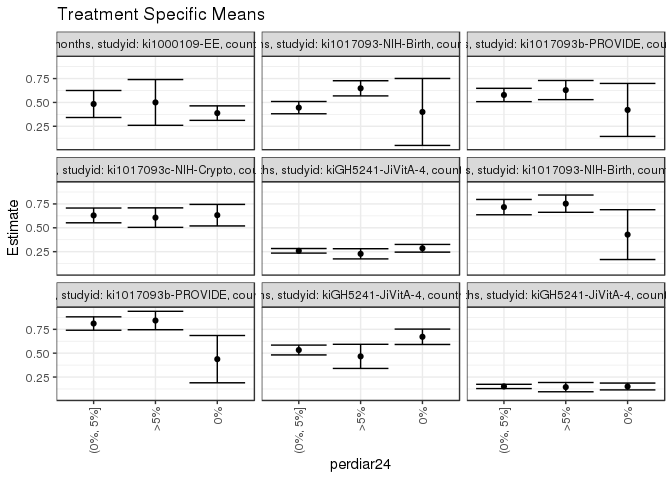 Treatment Specific Means
months, studyid: ki1000109-EE, count
ns, studyid: ki1017093-NIH-Birth, coun
s, studyid: ki1017093b-PROVIDE, coun
, studyid: ki1017093c-NIH-Crypto, cou
ths, studyid: kiGH5241-JiVitA-4, count
ns, studyid: ki1017093-NIH-Birth, coun
, studyid: ki1017093b-PROVIDE, coun
ths, studyid: kiGH5241-JiVitA-4, count
ths, studyid: kiGH5241-JiVitA-4, count
0.75
0.50
0.25
0.75
0.50
0.25
0.75
0.50
0.25
Estimate
(0%, 5%]
>5%
0%
(0%, 5%]
>5%
0%
(0%, 5%]
>5%
0%
perdiar24